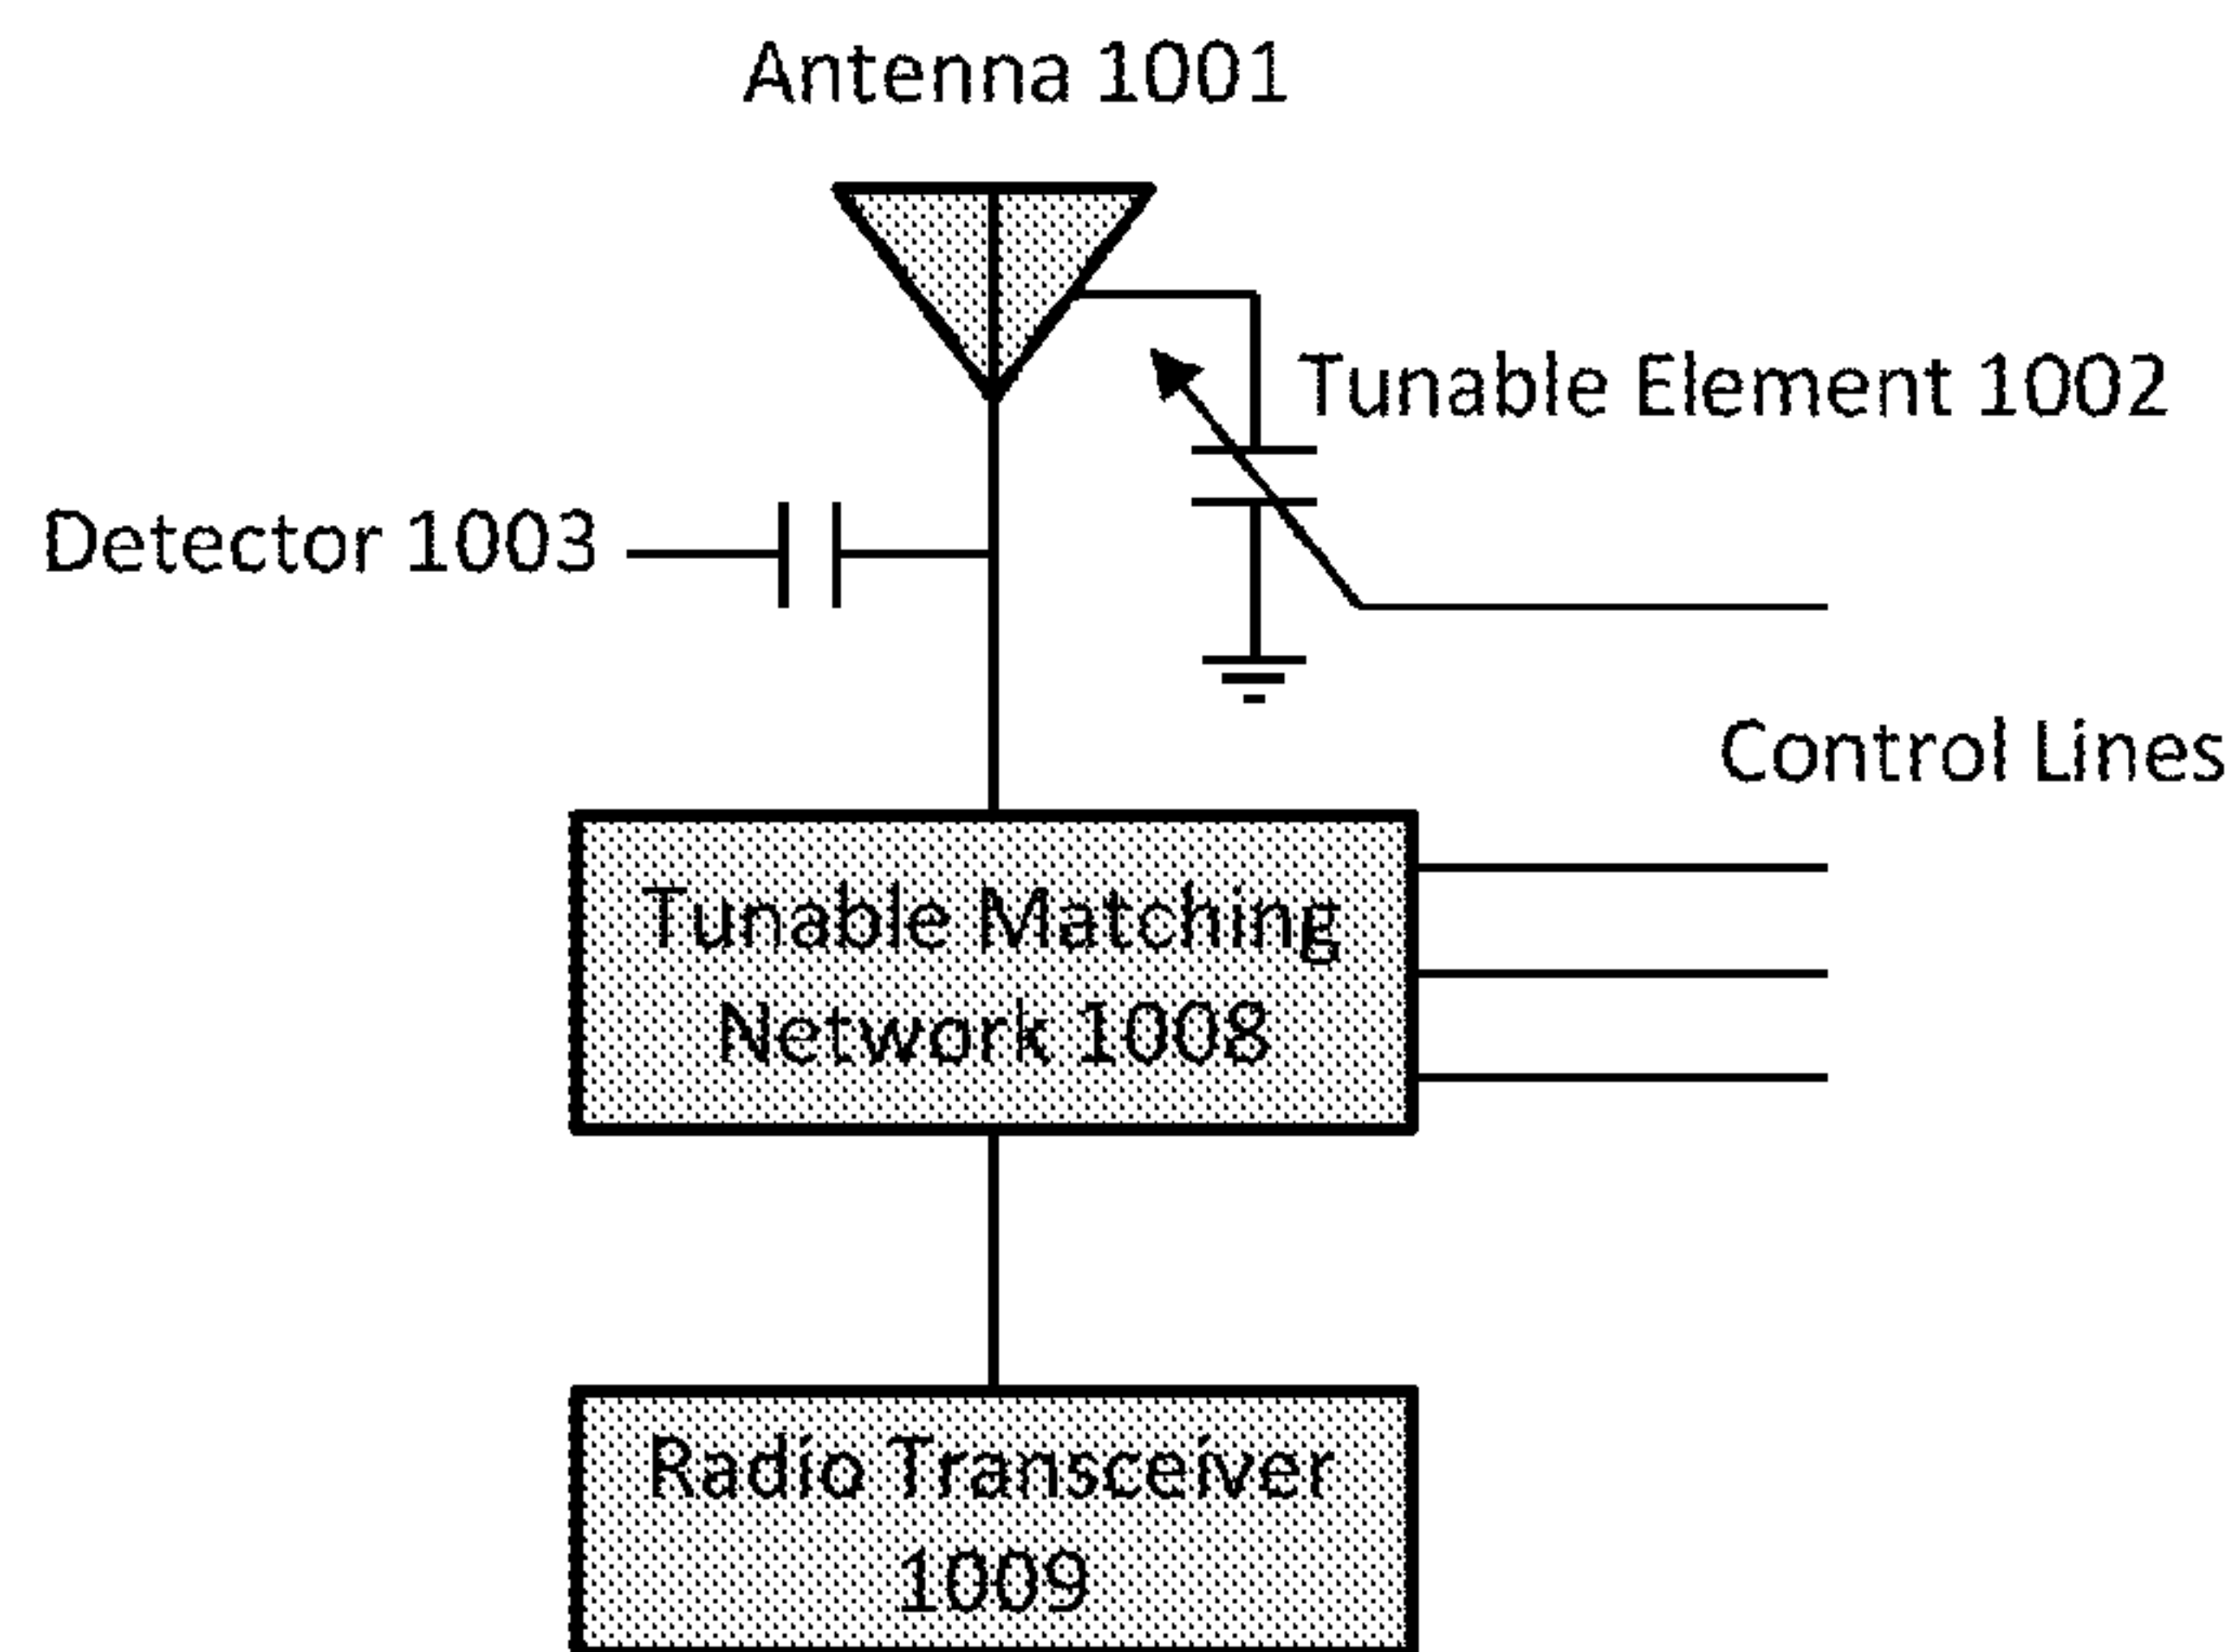 Antenna 1001
Tunable Element 1002
Detector 1003
Control Lines
Tunable Matching
Network 1008
Radio Transceiver
1009